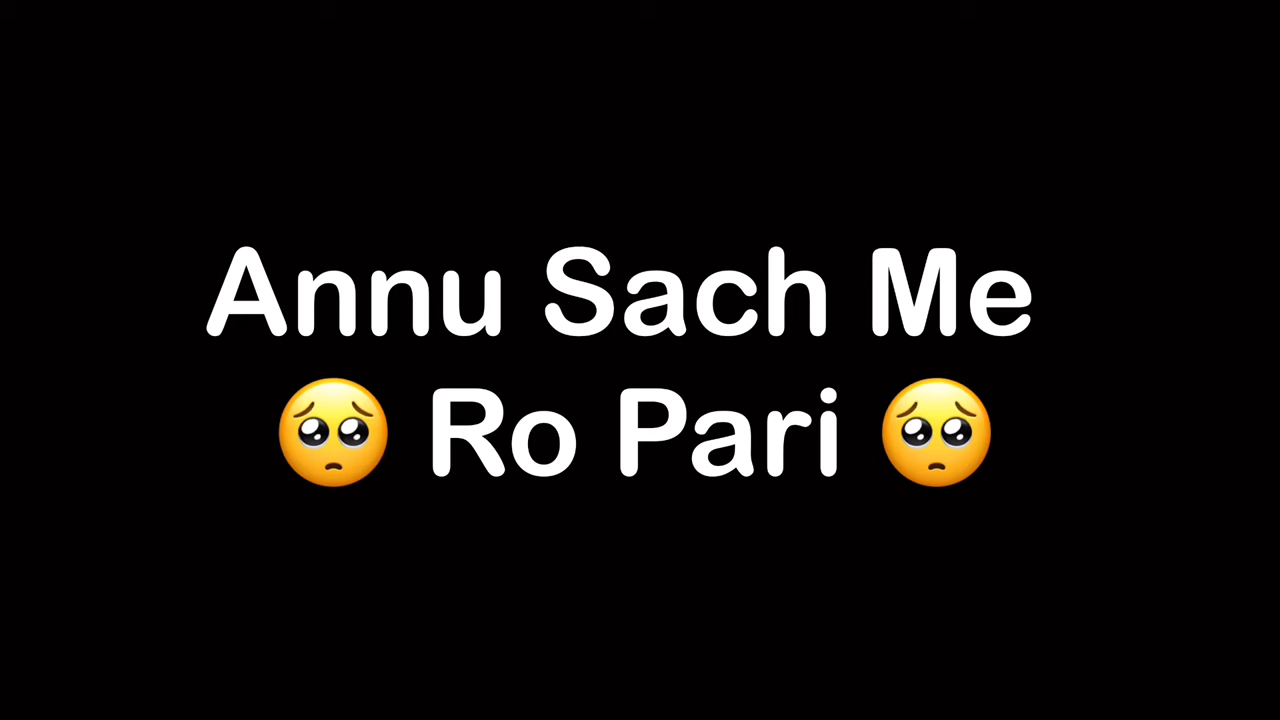 Annu Sach Me
🥺 Ro Pari 🥺